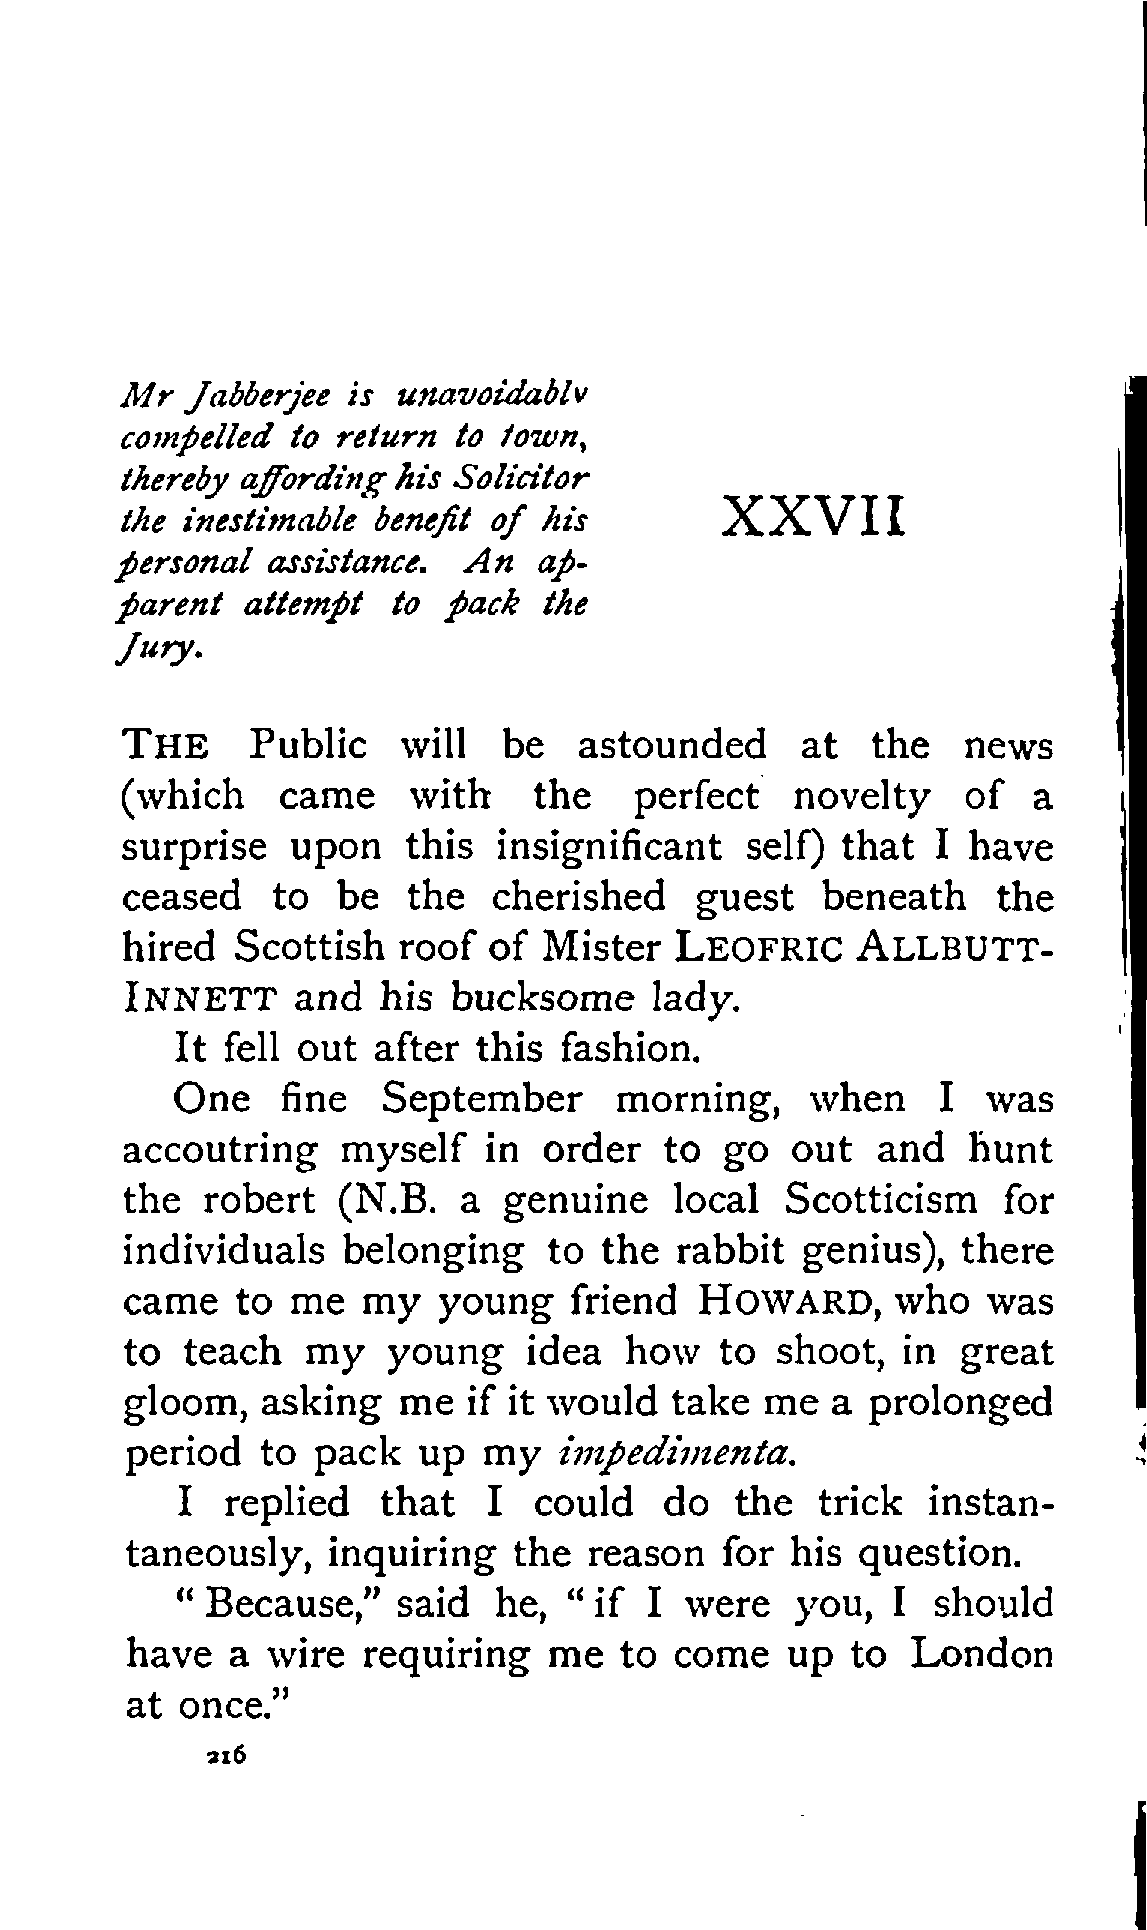 Mr Jabberjee is unavoidably
compelled to return to town,
thereby affording his Solicitor
the inestimable benefit of his
personal assistance. An ap-
parent attempt to pack the
Jury.
XXVII
THE Public will be astounded at the news
(which came with the perfect novelty of a
surprise upon this insignificant self) that I have
ceased to be the cherished guest beneath the
hired Scottish roof of Mister LEOFRIC ALLBUTT-
INNETT and his bucksome lady.
It fell out after this fashion.
One fine September morning, when I was
accoutring myself in order to go out and hunt
the robert (N.B. a genuine local Scotticism for
individuals belonging to the rabbit genius), there
came to me my young friend HOWARD, who was
to teach my young idea how to shoot, in great
gloom, asking me if it would take me a prolonged
period to pack up my impedimenta.
I replied that I could do the trick instan-
taneously, inquiring the reason for his question.
"Because," said he, "if I were you, I should
have a wire requiring me to come up to London
at once."
216